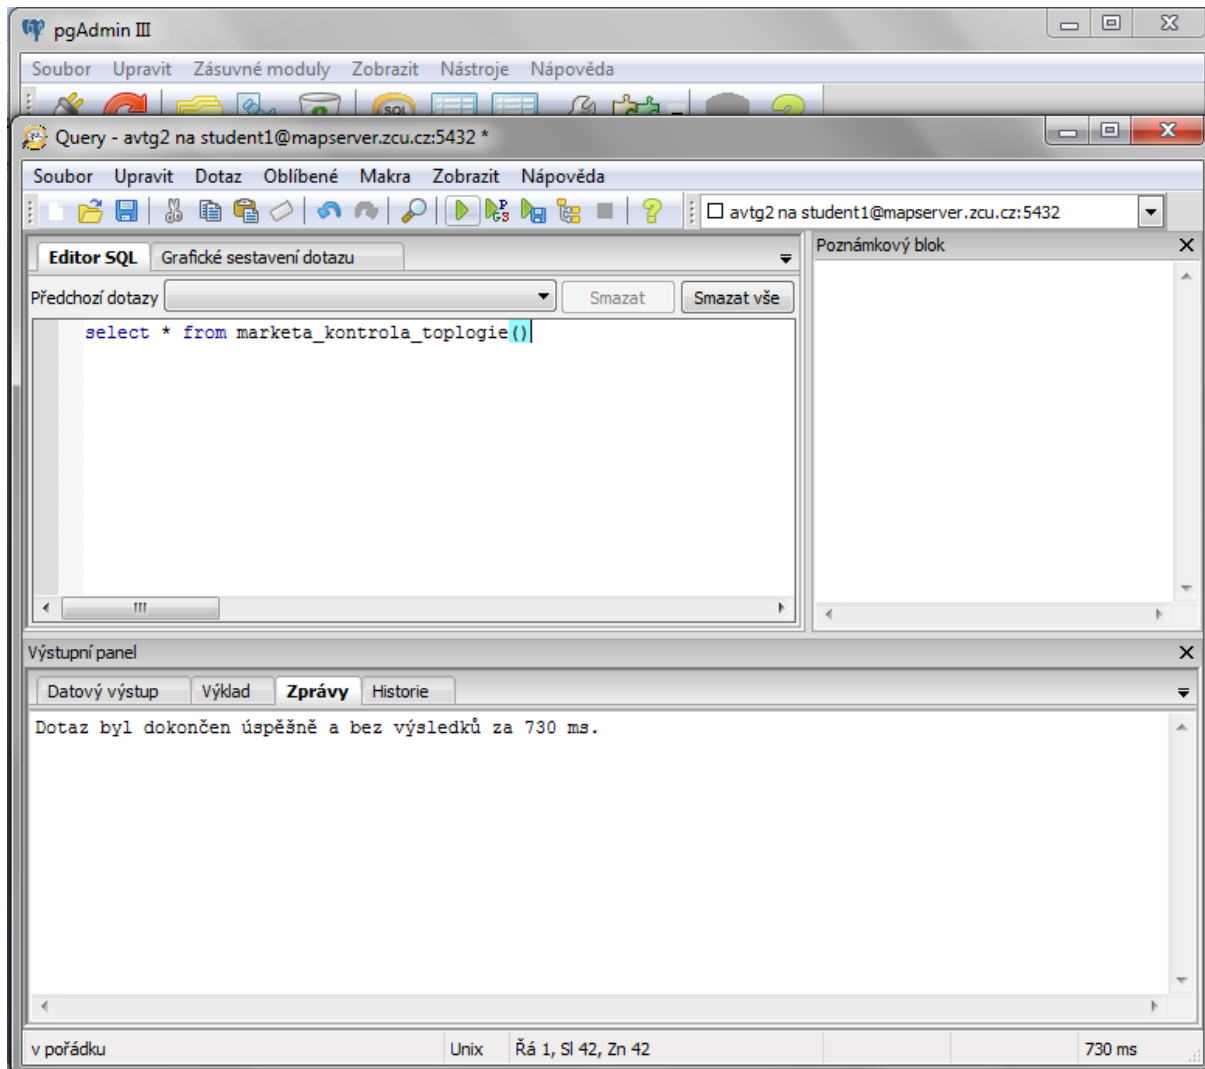 pgAdmin III
Soubor Upravit Zásuvné moduly Zobrazit Nástroje Nápověda
SQL
Query - avtg2 na student1@mapserver.zcu.cz:5432 *
Soubor Upravit Dotaz Oblíbené Makra Zobrazit Nápověda
avtg2 na student1@mapserver.zcu.cz:5432
Editor SQL Grafické sestavení dotazu
Poznámkový blok
Předchozí dotazy Smazat Smazat vše
select * from marketa_kontrola_toplogie()
Výstupní panel
Datový výstup Výklad Zprávy Historie
Dotaz byl dokončen úspěšně a bez výsledků za 730 ms.
v pořádku Unix Řá 1, Sl 42, Zn 42 730 ms